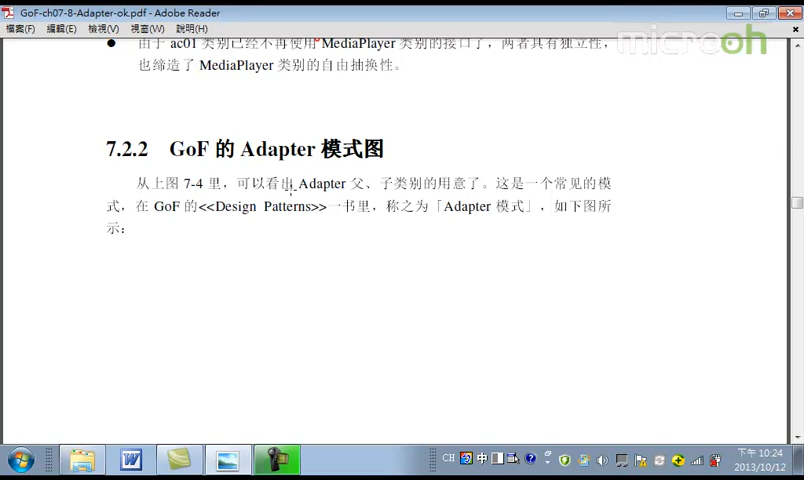 GoF-ch07-8-Adapter-ok.pdf - Adobe Reader
檔案(F) 編輯(E) 檢視(V) 視窗(W) 說明(H)
microoh
● 由于 ac01 类别已经不再使用 MediaPlayer 类别的接口了，两者具有独立性，
也缔造了 MediaPlayer 类别的自由抽换性。
7.2.2 GoF 的 Adapter 模式图
从上图 7-4 里，可以看出 Adapter 父、子类别的用意了。这是一个常见的模
式，在 GoF 的<<Design Patterns>>一书里，称之为「Adapter 模式」，如下图所
示：
CH 中
下午 10:24
2013/10/12